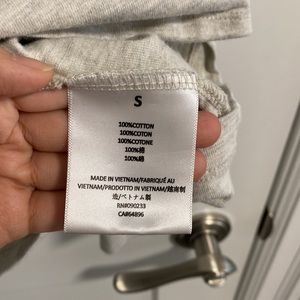 S
100%COTTON
100%COTON
100%COTONE
100%棉
100%綿
MADE IN VIETNAM/FABRIQUÉ AU
VIETNAM/PRODOTTO IN VIETNAM/越南制
造/ベトナム製
RN#090233
CA#64896